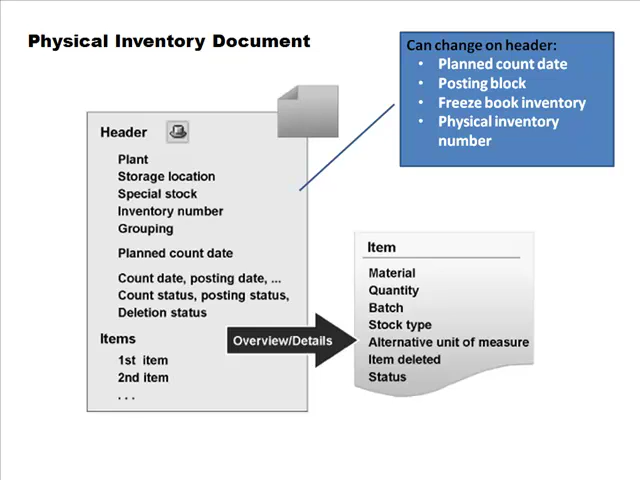 Physical Inventory Document
Can change on header:
• Planned count date
• Posting block
• Freeze book inventory
• Physical inventory
number
Header
Plant
Storage location
Special stock
Inventory number
Grouping
Planned count date
Count date, posting date, ...
Count status, posting status,
Deletion status
Items
1st item
2nd item
. . .
Overview/Details
Item
Material
Quantity
Batch
Stock type
Alternative unit of measure
Item deleted
Status